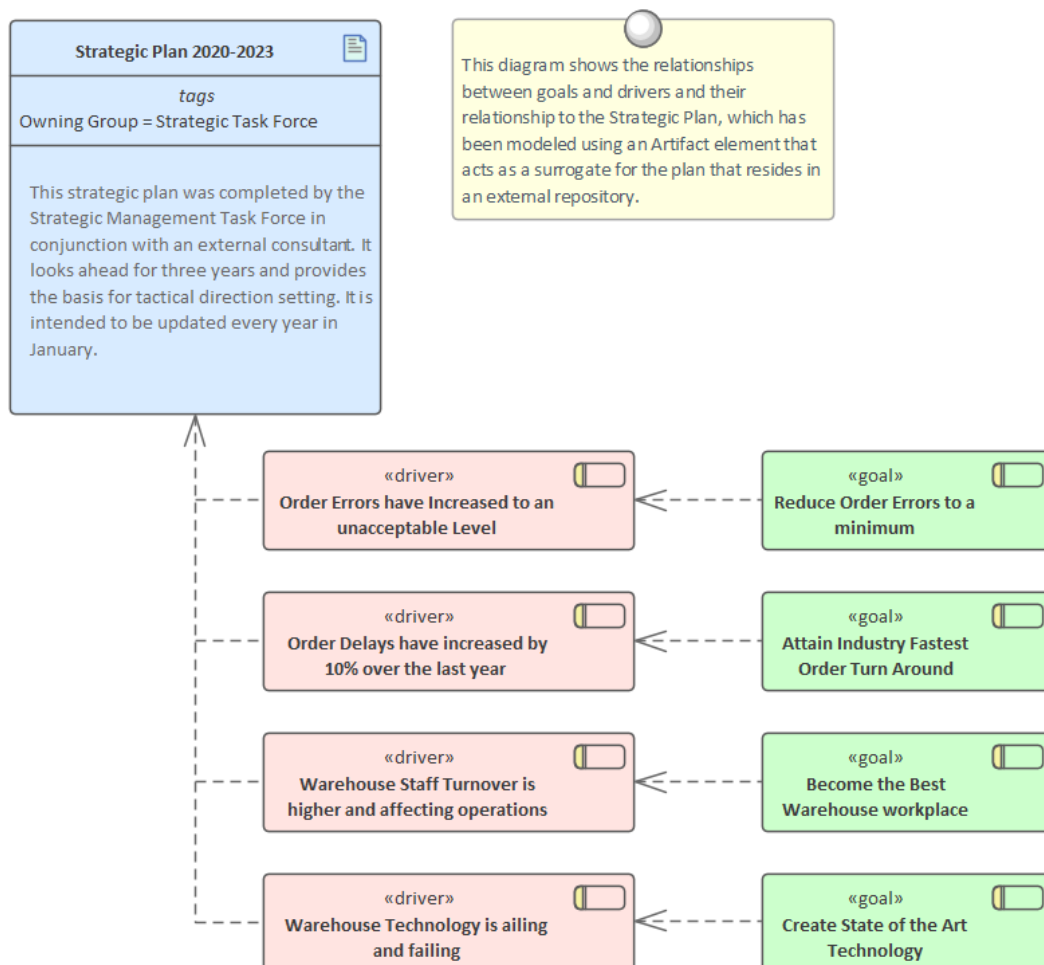 Strategic Plan 2020-2023
tags
Owning Group = Strategic Task Force
This strategic plan was completed by the
Strategic Management Task Force in
conjunction with an external consultant. It
looks ahead for three years and provides
the basis for tactical direction setting. It is
intended to be updated every year in
January.
This diagram shows the relationships
between goals and drivers and their
relationship to the Strategic Plan, which has
been modeled using an Artifact element that
acts as a surrogate for the plan that resides in
an external repository.
«driver»
Order Errors have Increased to an
unacceptable Level
«goal»
Reduce Order Errors to a
minimum
«driver»
Order Delays have increased by
10% over the last year
«goal»
Attain Industry Fastest
Order Turn Around
«driver»
Warehouse Staff Turnover is
higher and affecting operations
«goal»
Become the Best
Warehouse workplace
«driver»
Warehouse Technology is ailing
and failing
«goal»
Create State of the Art
Technology